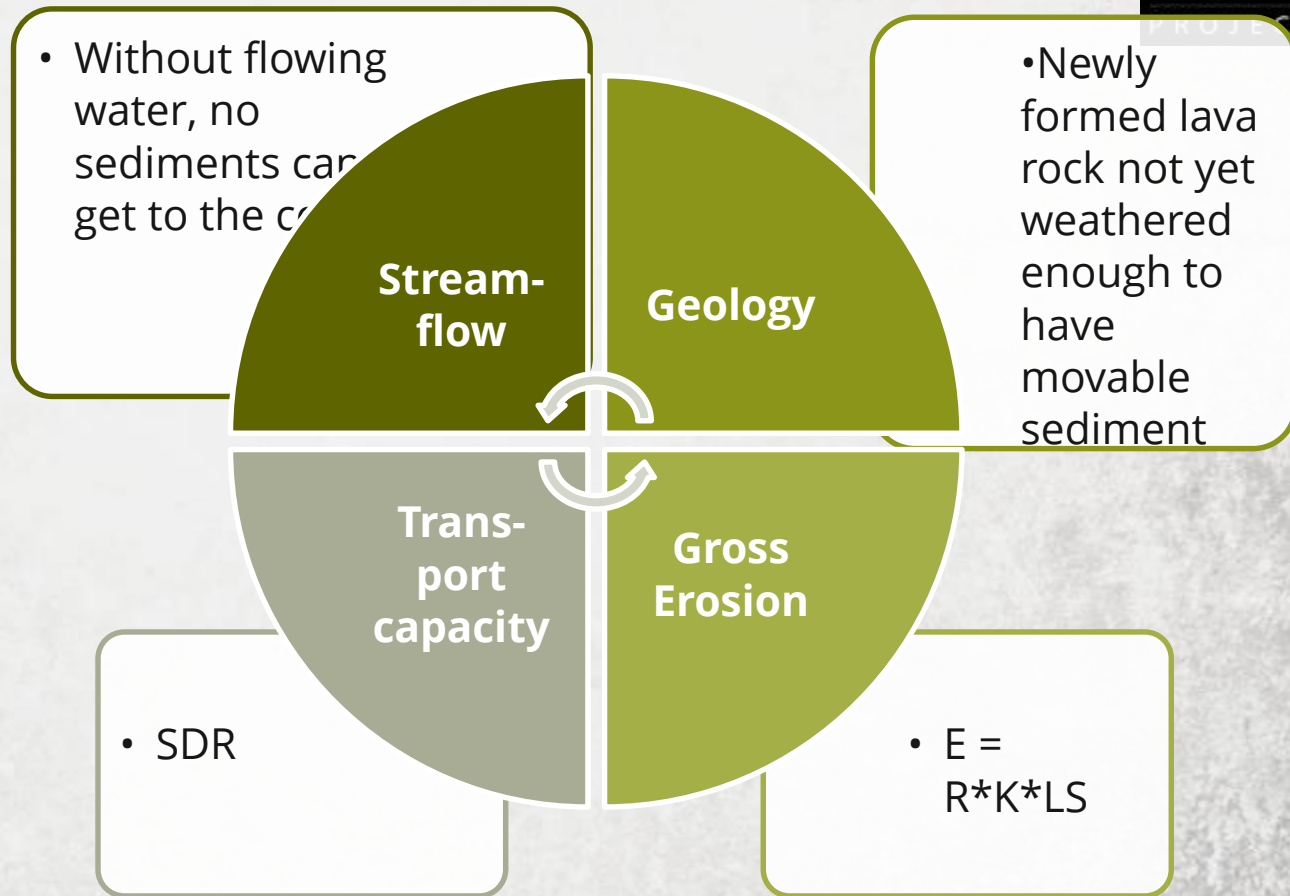 • Without flowing
water, no
sediments can
get to the
Stream-
flow
Geology
•Newly
formed lava
rock not yet
weathered
enough to
have
movable
sediment
Trans-
port
capacity
Gross
Erosion
• SDR
• E =
R*K*LS